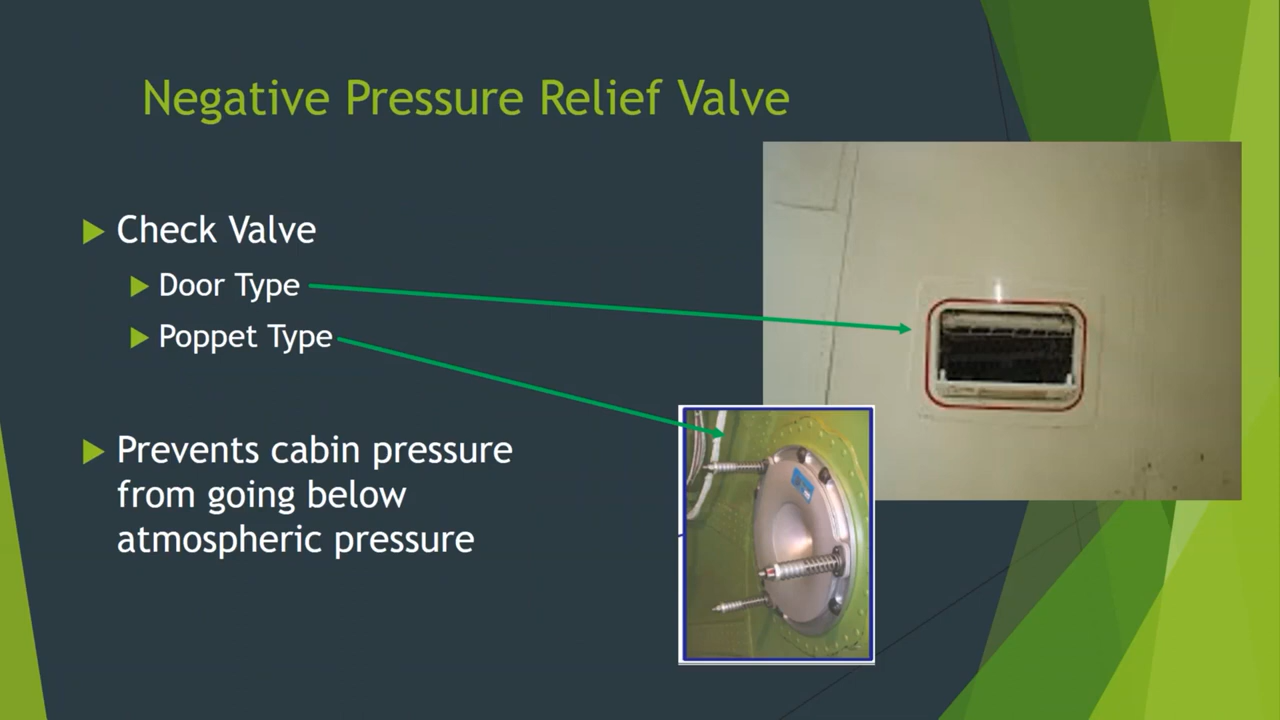 Negative Pressure Relief Valve
Check Valve
Door Type
Poppet Type
Prevents cabin pressure
from going below
atmospheric pressure